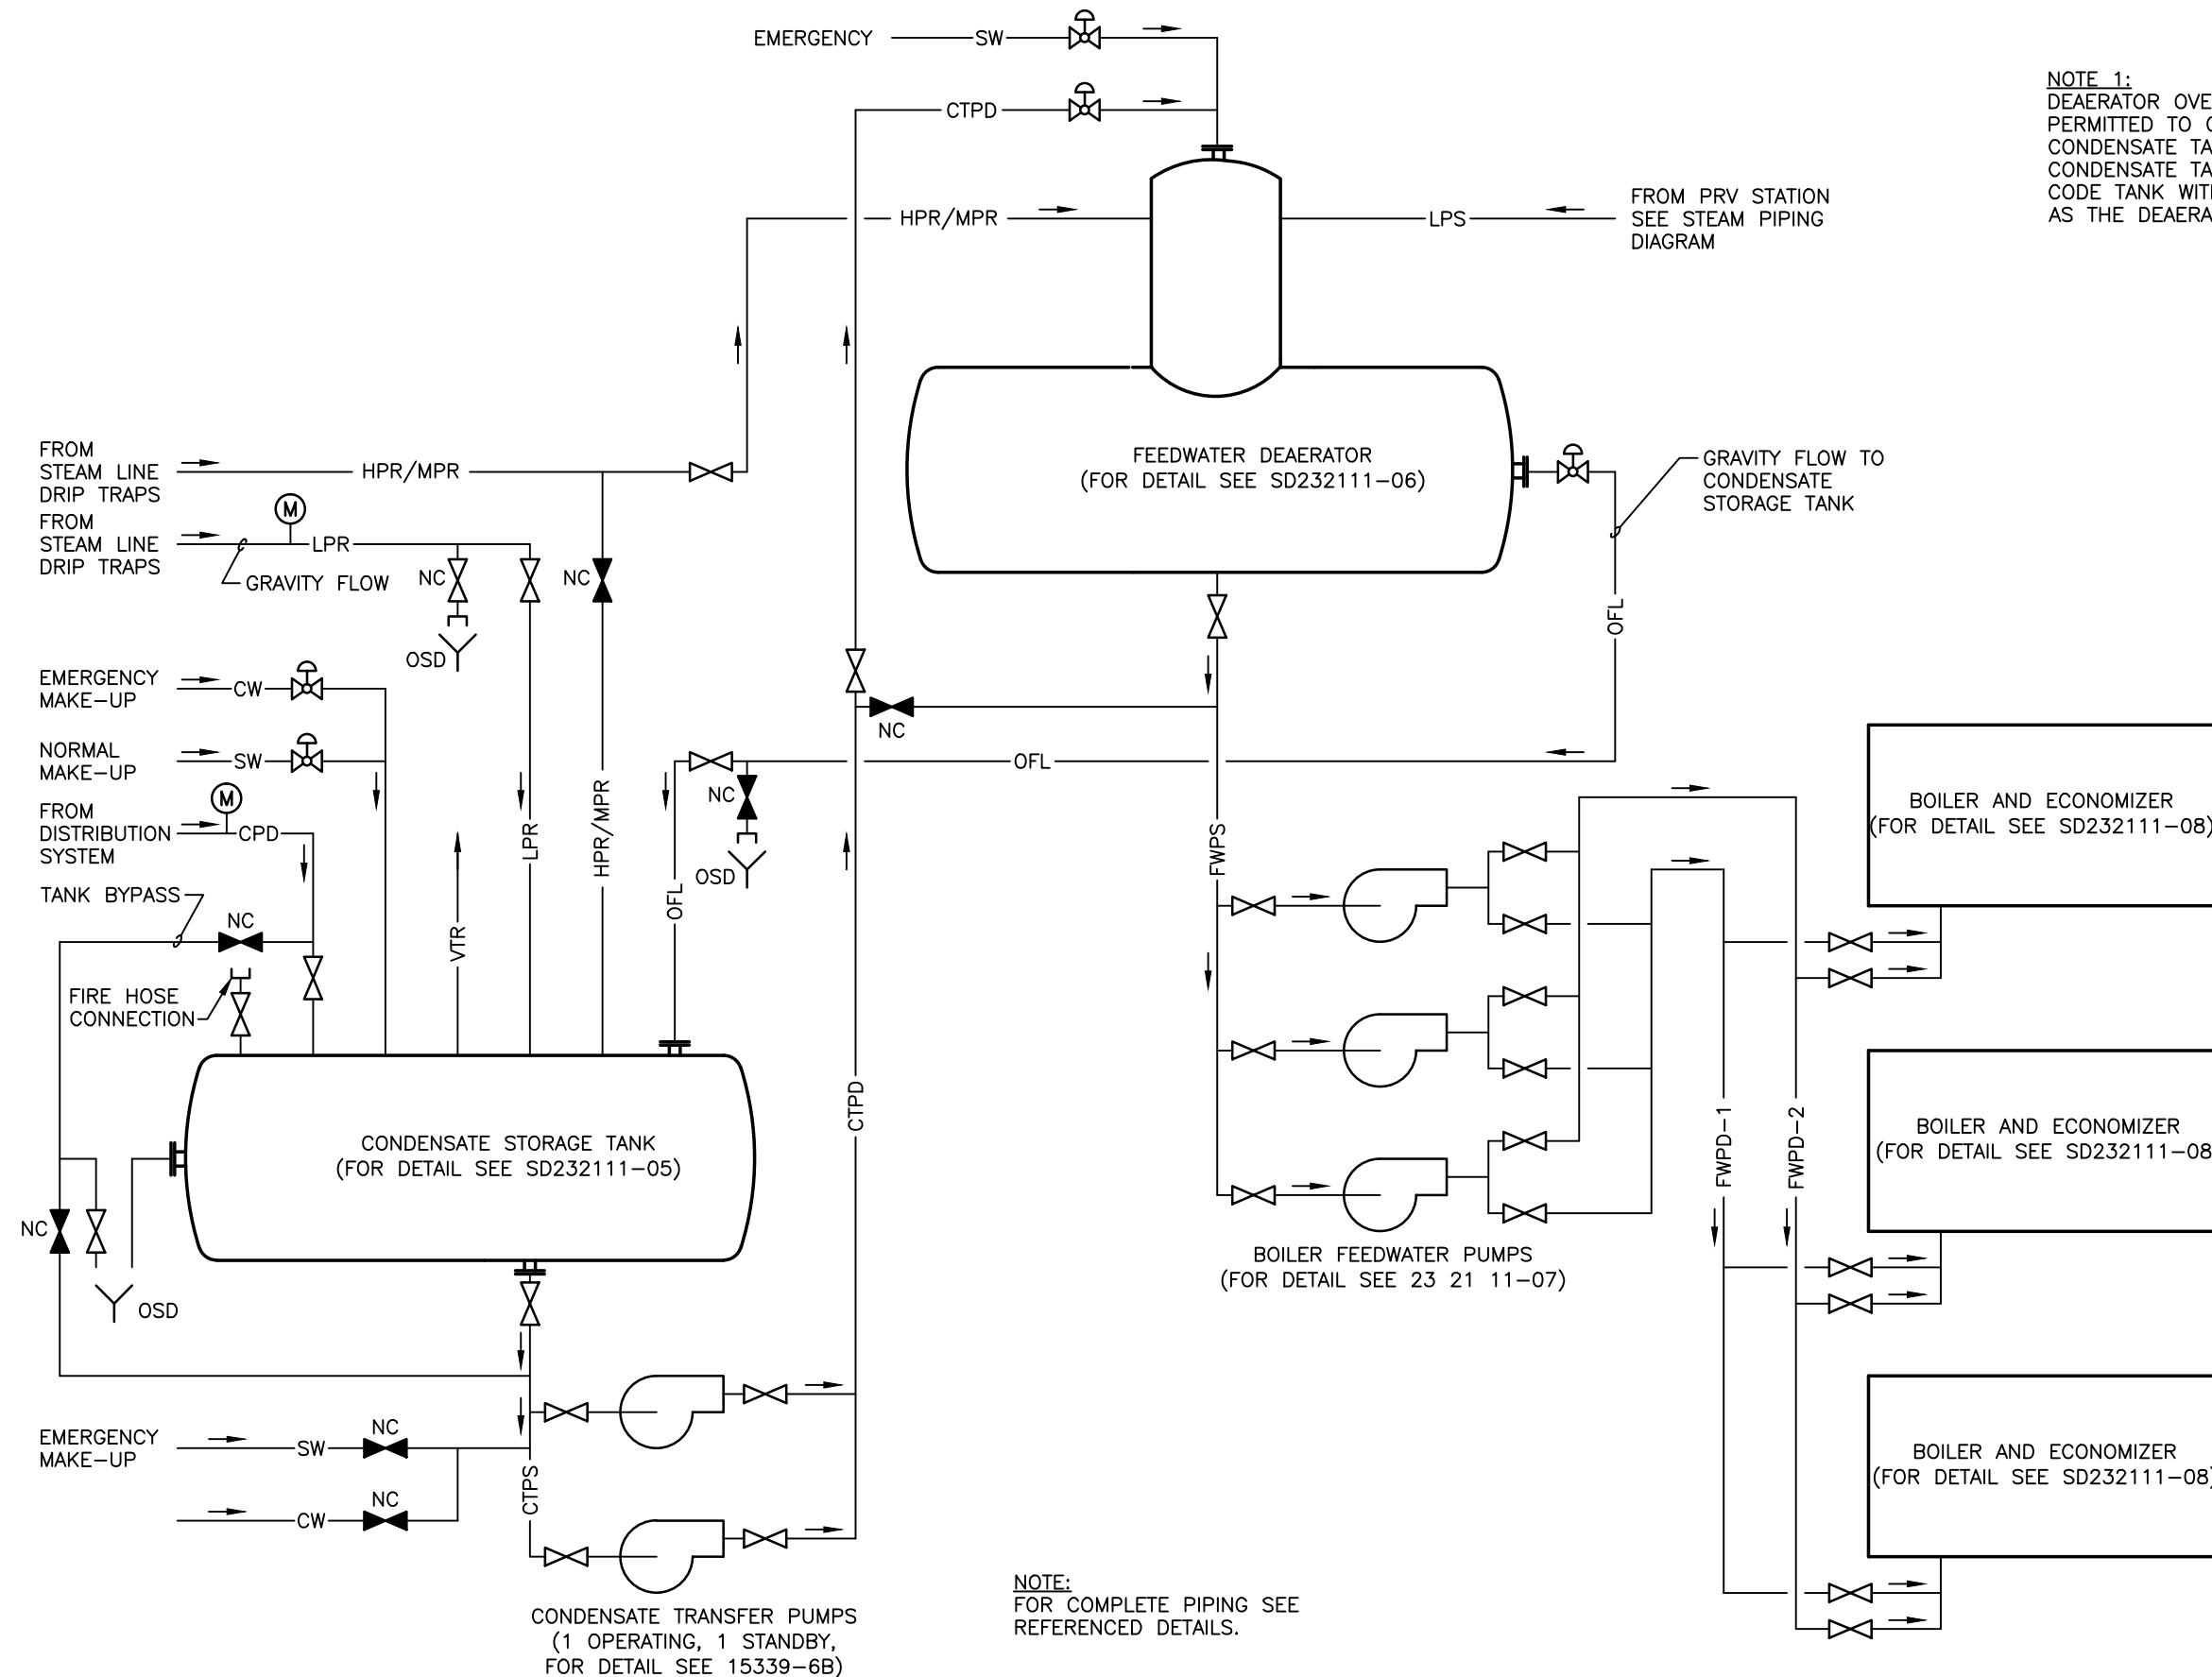 EMERGENCY
SW
CTPD
NOTE 1:
DEAERATOR OVE
PERMITTED TO
CONDENSATE TA
CONDENSATE TA
CODE TANK WIT
AS THE DEAERA
HPR/MPR
LPS
FROM PRV STATION
SEE STEAM PIPING
DIAGRAM
FROM
STEAM LINE
DRIP TRAPS
HPR/MPR
FROM
STEAM LINE
DRIP TRAPS
M
LPR
GRAVITY FLOW
NC
NC
OSD
FEEDWATER DEAERATOR
(FOR DETAIL SEE SD232111-06)
GRAVITY FLOW TO
CONDENSATE
STORAGE TANK
OFL
EMERGENCY
MAKE-UP
CW
NORMAL
MAKE-UP
SW
NC
OFL
FROM
DISTRIBUTION
SYSTEM
M
CPD
TANK BYPASS
NC
FIRE HOSE
CONNECTION
VTR
LPR
HPR/MPR
OFL
NC
OSD
FWPS
CTPD
CONDENSATE STORAGE TANK
(FOR DETAIL SEE SD232111-05)
NC
OSD
BOILER AND ECONOMIZER
(FOR DETAIL SEE SD232111-08)
FWPD-1
FWPD-2
BOILER AND ECONOMIZER
(FOR DETAIL SEE SD232111-08
BOILER FEEDWATER PUMPS
(FOR DETAIL SEE 23 21 11-07)
EMERGENCY
MAKE-UP
SW
NC
CW
NC
CTPS
BOILER AND ECONOMIZER
(FOR DETAIL SEE SD232111-08)
CONDENSATE TRANSFER PUMPS
(1 OPERATING, 1 STANDBY,
FOR DETAIL SEE 15339-6B)
NOTE:
FOR COMPLETE PIPING SEE
REFERENCED DETAILS.